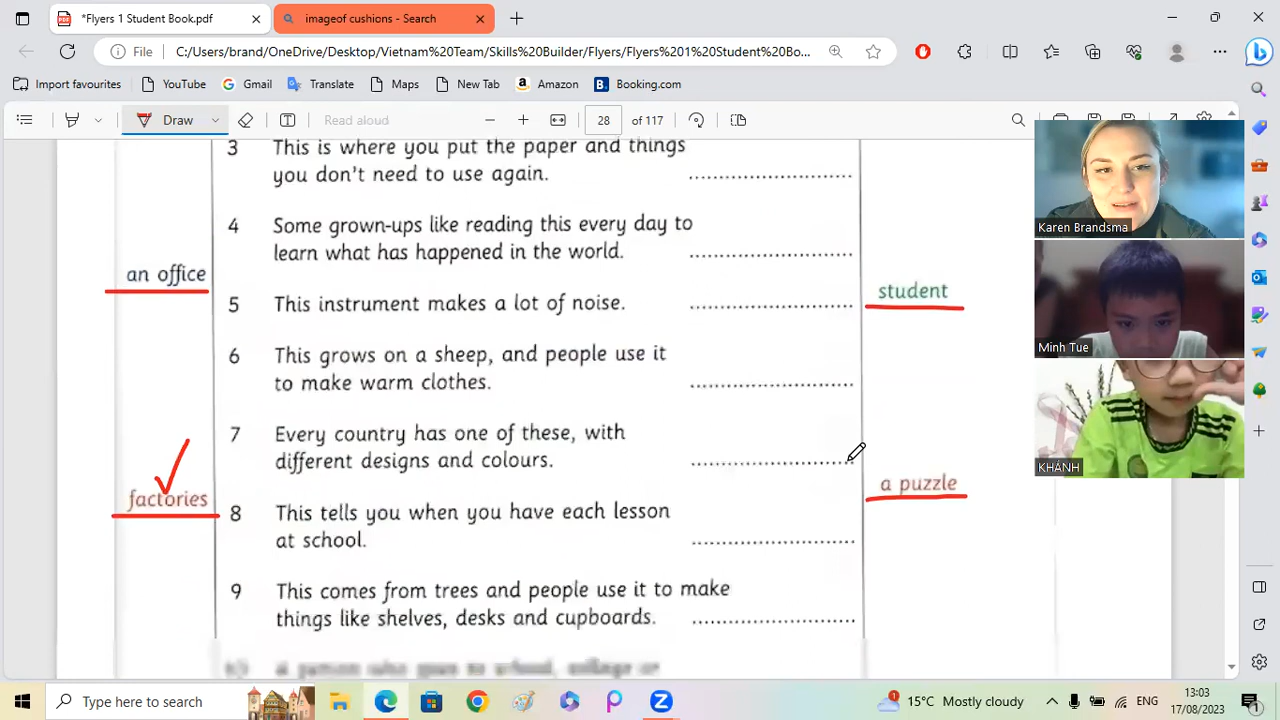 *Flyers 1 Student Book.pdf
imageof cushions - Search
File
C:/Users/brand/OneDrive/Desktop/Vietnam%20Team/Skills%20Builder/Flyers/Flyers%201%20Student%20Bo...
Import favourites
YouTube
Gmail
Translate
Maps
New Tab
Amazon
Booking.com
Draw
Read aloud
28
of 117
3 This is where you put the paper and things
you don't need to use again.
4 Some grown-ups like reading this every day to
learn what has happened in the world.
an office
5 This instrument makes a lot of noise.
student
6 This grows on a sheep, and people use it
to make warm clothes.
7 Every country has one of these, with
different designs and colours.
a puzzle
factories
8 This tells you when you have each lesson
at school.
9 This comes from trees and people use it to make
things like shelves, desks and cupboards.
A person who goes to school, college or
Karen Brandsma
Minh Tue
KHÁNH
Type here to search
15°C Mostly cloudy
ENG
13:03
17/08/2023